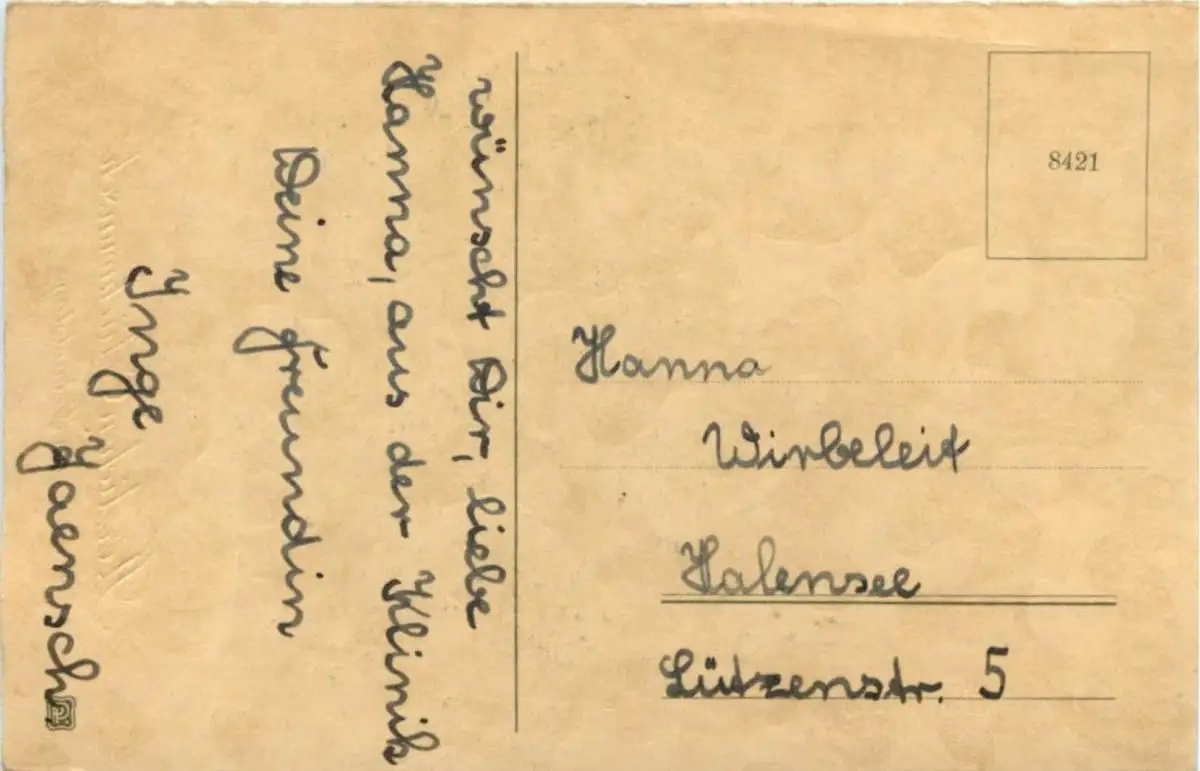 wünscht Dir, liebe
Hanna, aus der Klinik
Deine Freundin
Inge
Jaensch
8421
Hanna
Wirbeleit
Halensee
Lützenstr. 5